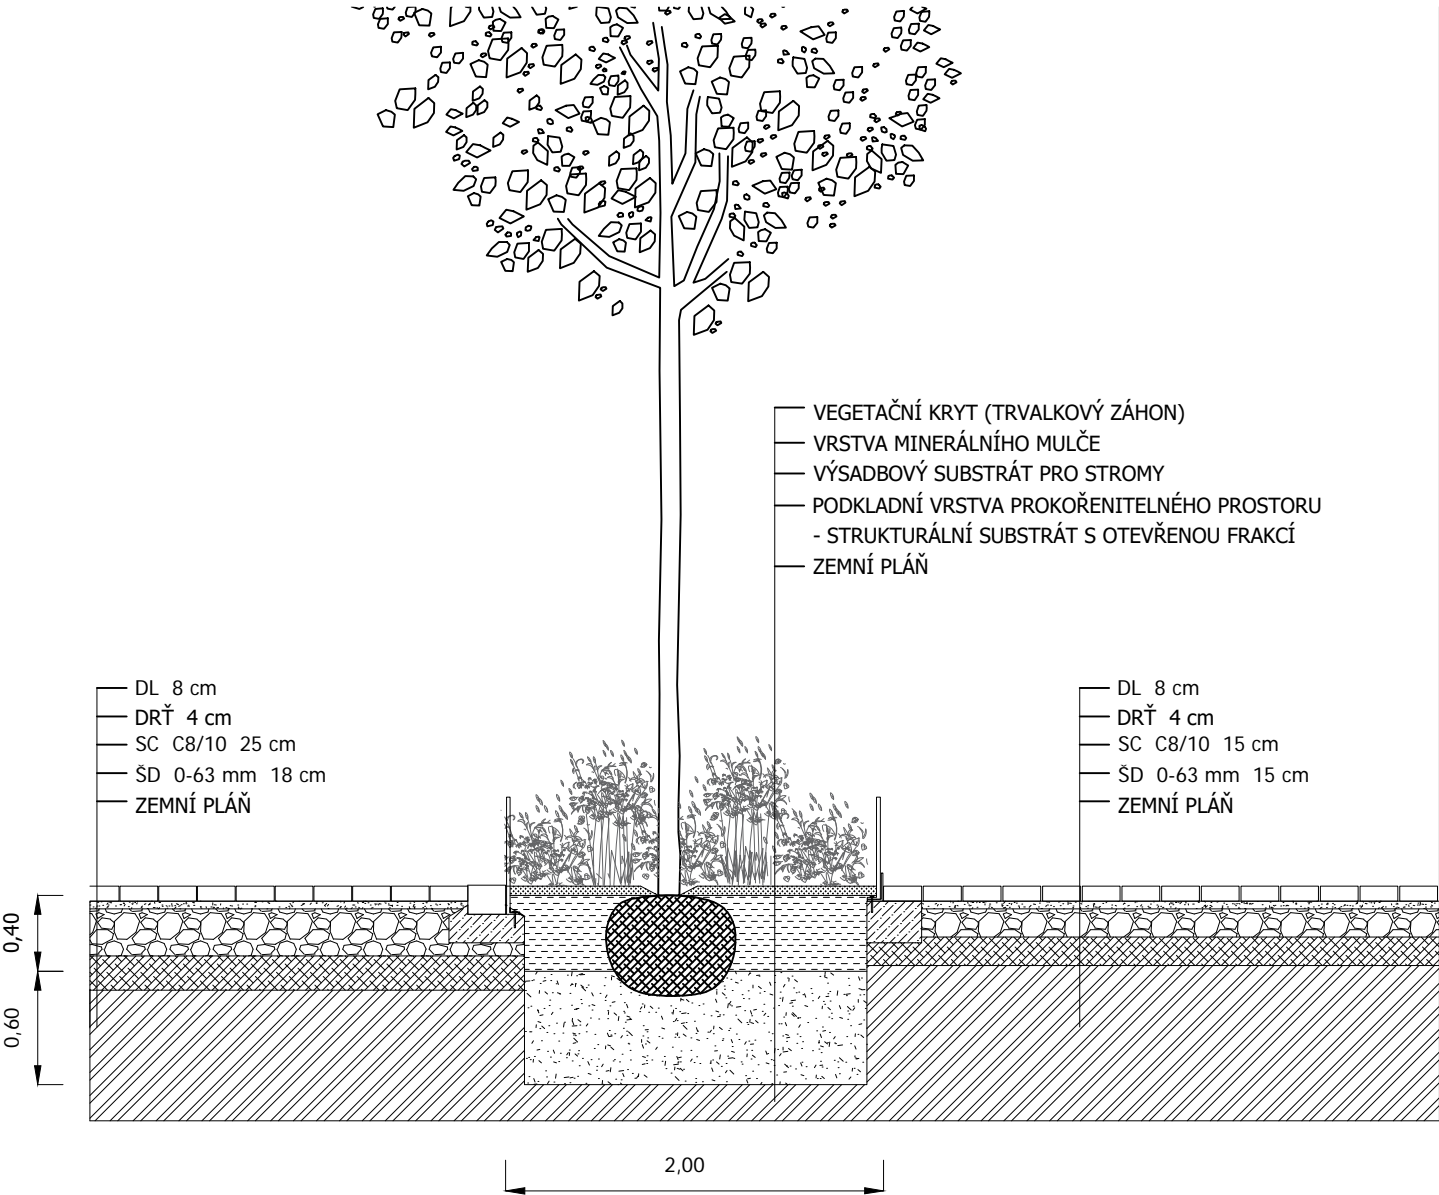 VEGETAČNÍ KRYT (TRVALKOVÝ ZÁHON)
VRSTVA MINERÁLNÍHO MULČE
VÝSADBOVÝ SUBSTRÁT PRO STROMY
PODKLADNÍ VRSTVA PROKOŘENITELNÉHO PROSTORU
- STRUKTURÁLNÍ SUBSTRÁT S OTEVŘENOU FRAKCÍ
ZEMNÍ PLÁŇ
DL 8 cm
DRŤ 4 cm
SC C8/10 25 cm
ŠD 0-63 mm 18 cm
ZEMNÍ PLÁŇ
DL 8 cm
DRŤ 4 cm
SC C8/10 15 cm
ŠD 0-63 mm 15 cm
ZEMNÍ PLÁŇ
0,40
0,60
2,00